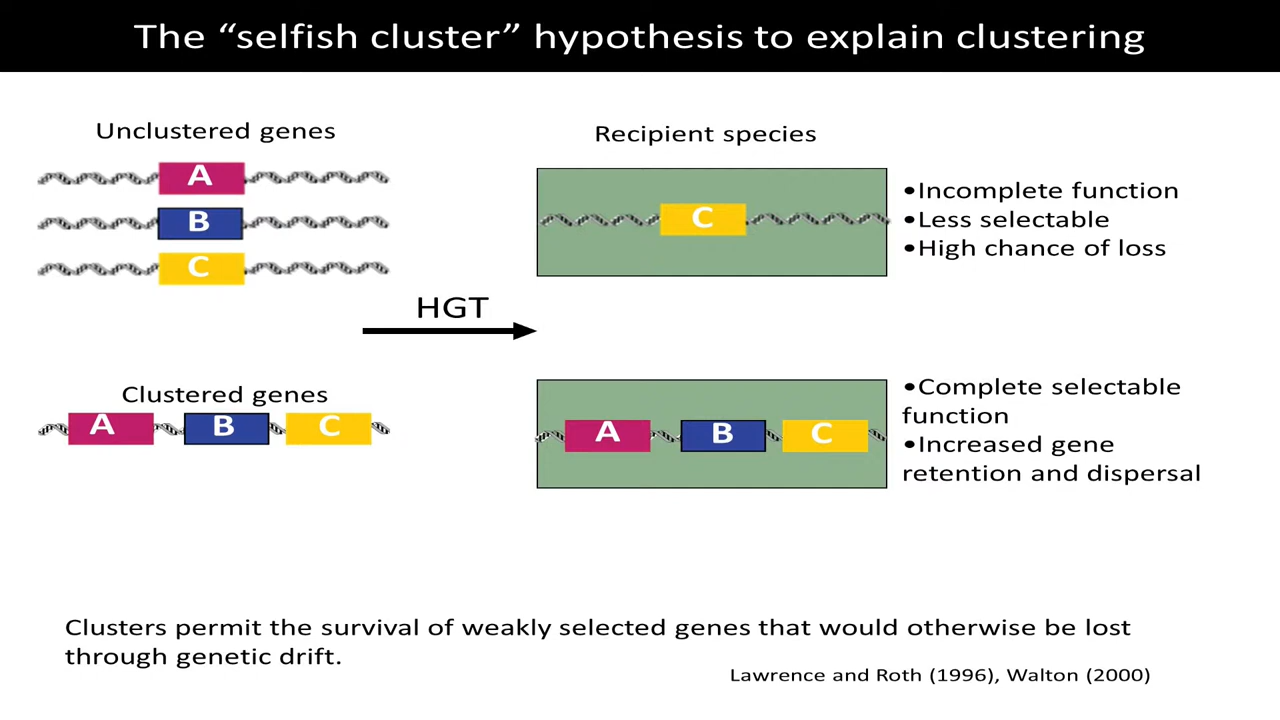 The “selfish cluster” hypothesis to explain clustering
Unclustered genes
A
B
C
HGT
Recipient species
C
•Incomplete function
•Less selectable
•High chance of loss
Clustered genes
A B C
A B C
•Complete selectable
function
•Increased gene
retention and dispersal
Clusters permit the survival of weakly selected genes that would otherwise be lost
through genetic drift.
Lawrence and Roth (1996), Walton (2000)